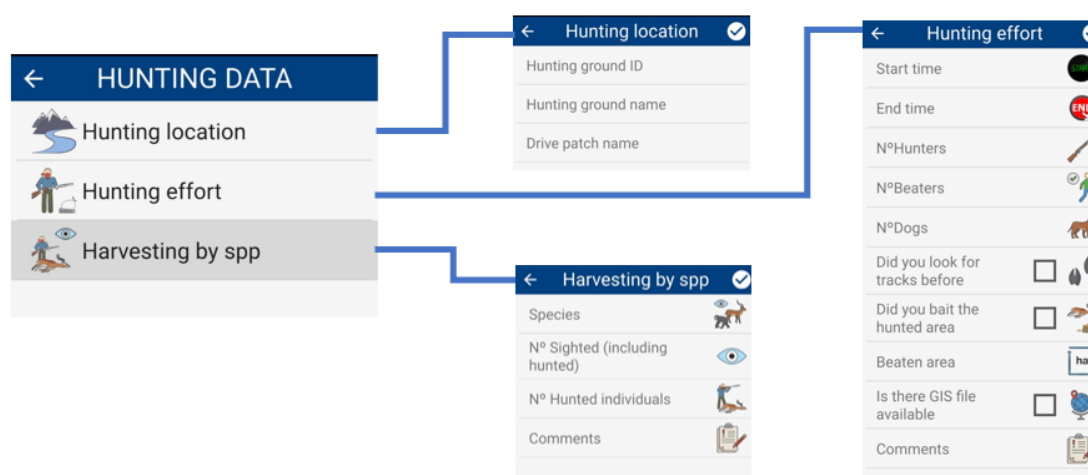 HUNTING DATA
Hunting location
Hunting effort
Harvesting by spp
Hunting location
Hunting ground ID
Hunting ground name
Drive patch name
Harvesting by spp
Species
Nº Sighted (including
hunted)
Nº Hunted individuals
Comments
Hunting effort
Start time
End time
NºHunters
NºBeaters
NºDogs
Did you look for
tracks before
Did you bait the
hunted area
Beaten area
ha
Is there GIS file
available
Comments